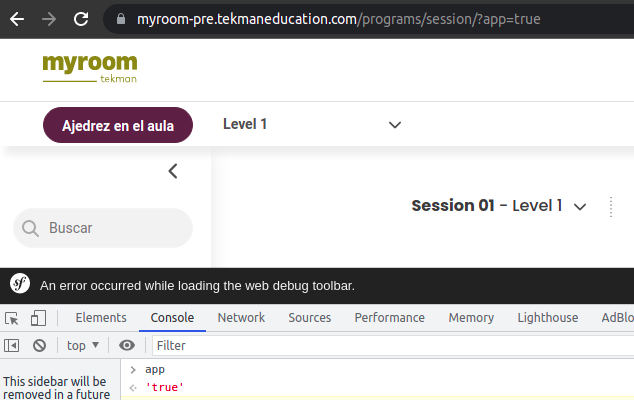 myroom-pre.tekmaneducation.com/programs/session/?app=true
myroom
tekman
Ajedrez en el aula
Level 1
Session 01 - Level 1
Buscar
sf
An error occurred while loading the web debug toolbar.
Elements Console Network Sources Performance Memory Lighthouse AdBlo
top
Filter
This sidebar will be
removed in a future
> app
'true'